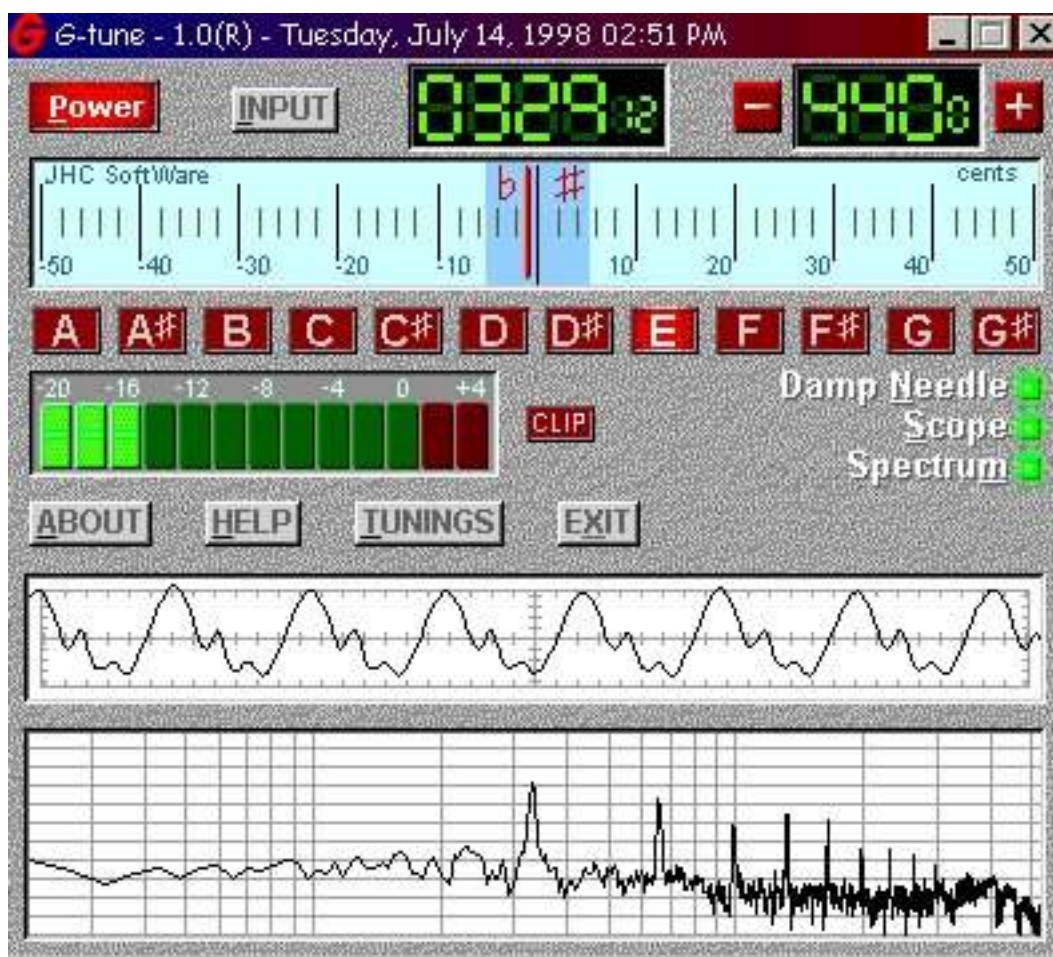 G-tune - 1.0(R) - Tuesday, July 14, 1998 02:51 PM
Power INPUT 0329 12 - 440 0 +
JHC SoftWare cents
b #
-50 -40 -30 -20 -10 10 20 30 40 50
A A# B C C# D D# E F F# G G#
-20 -16 -12 -8 -4 0 +4
CLIP
Damp Needle
Scope
Spectrum
ABOUT HELP TUNINGS EXIT